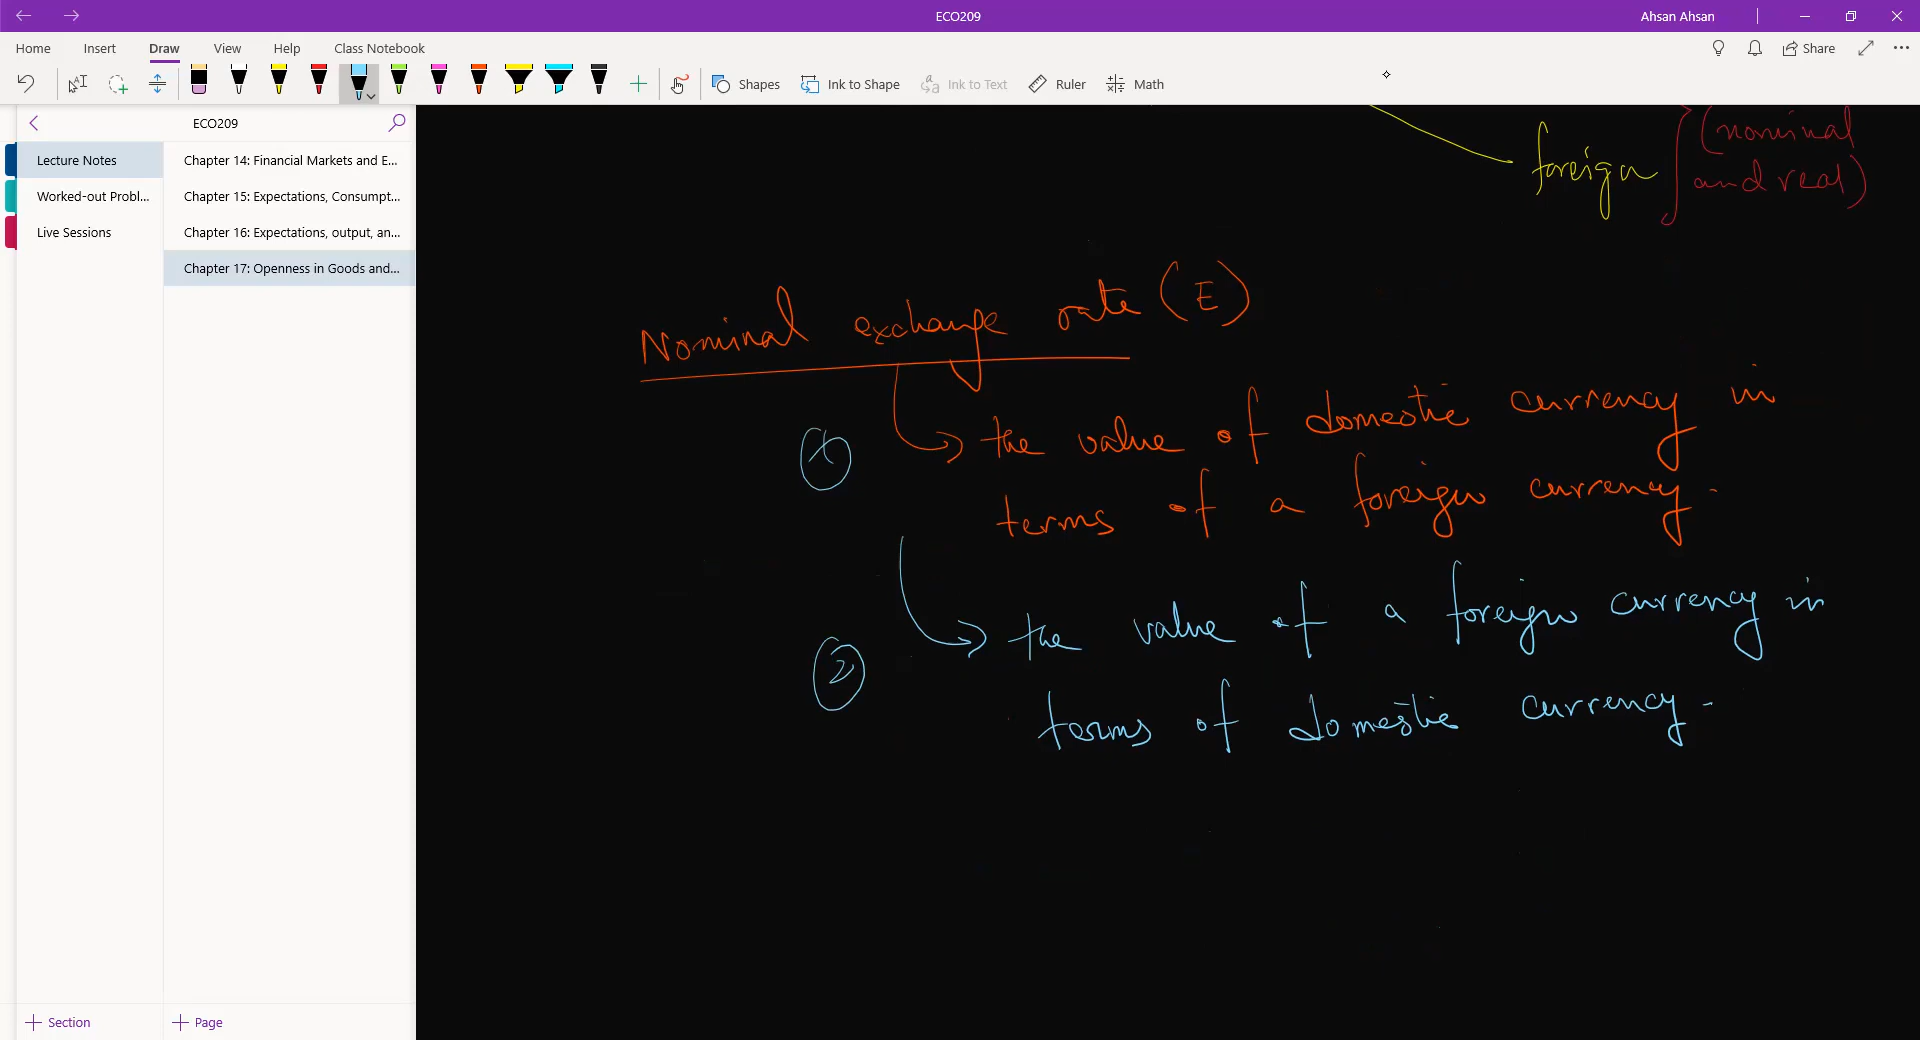 ECO209
Ahsan Ahsan
Home Insert Draw View Help Class Notebook
Share
Shapes Ink to Shape Ink to Text Ruler Math
ECO209
Lecture Notes
Worked-out Probl...
Live Sessions
Chapter 14: Financial Markets and E...
Chapter 15: Expectations, Consumpt...
Chapter 16: Expectations, output, an...
Chapter 17: Openness in Goods and...
foreign
(nominal
and real)
Nominal exchange rate (E)
1
the value of domestic currency in
terms of a foreign currency.
2
the value of a foreign currency in
terms of domestic currency.
Section
Page